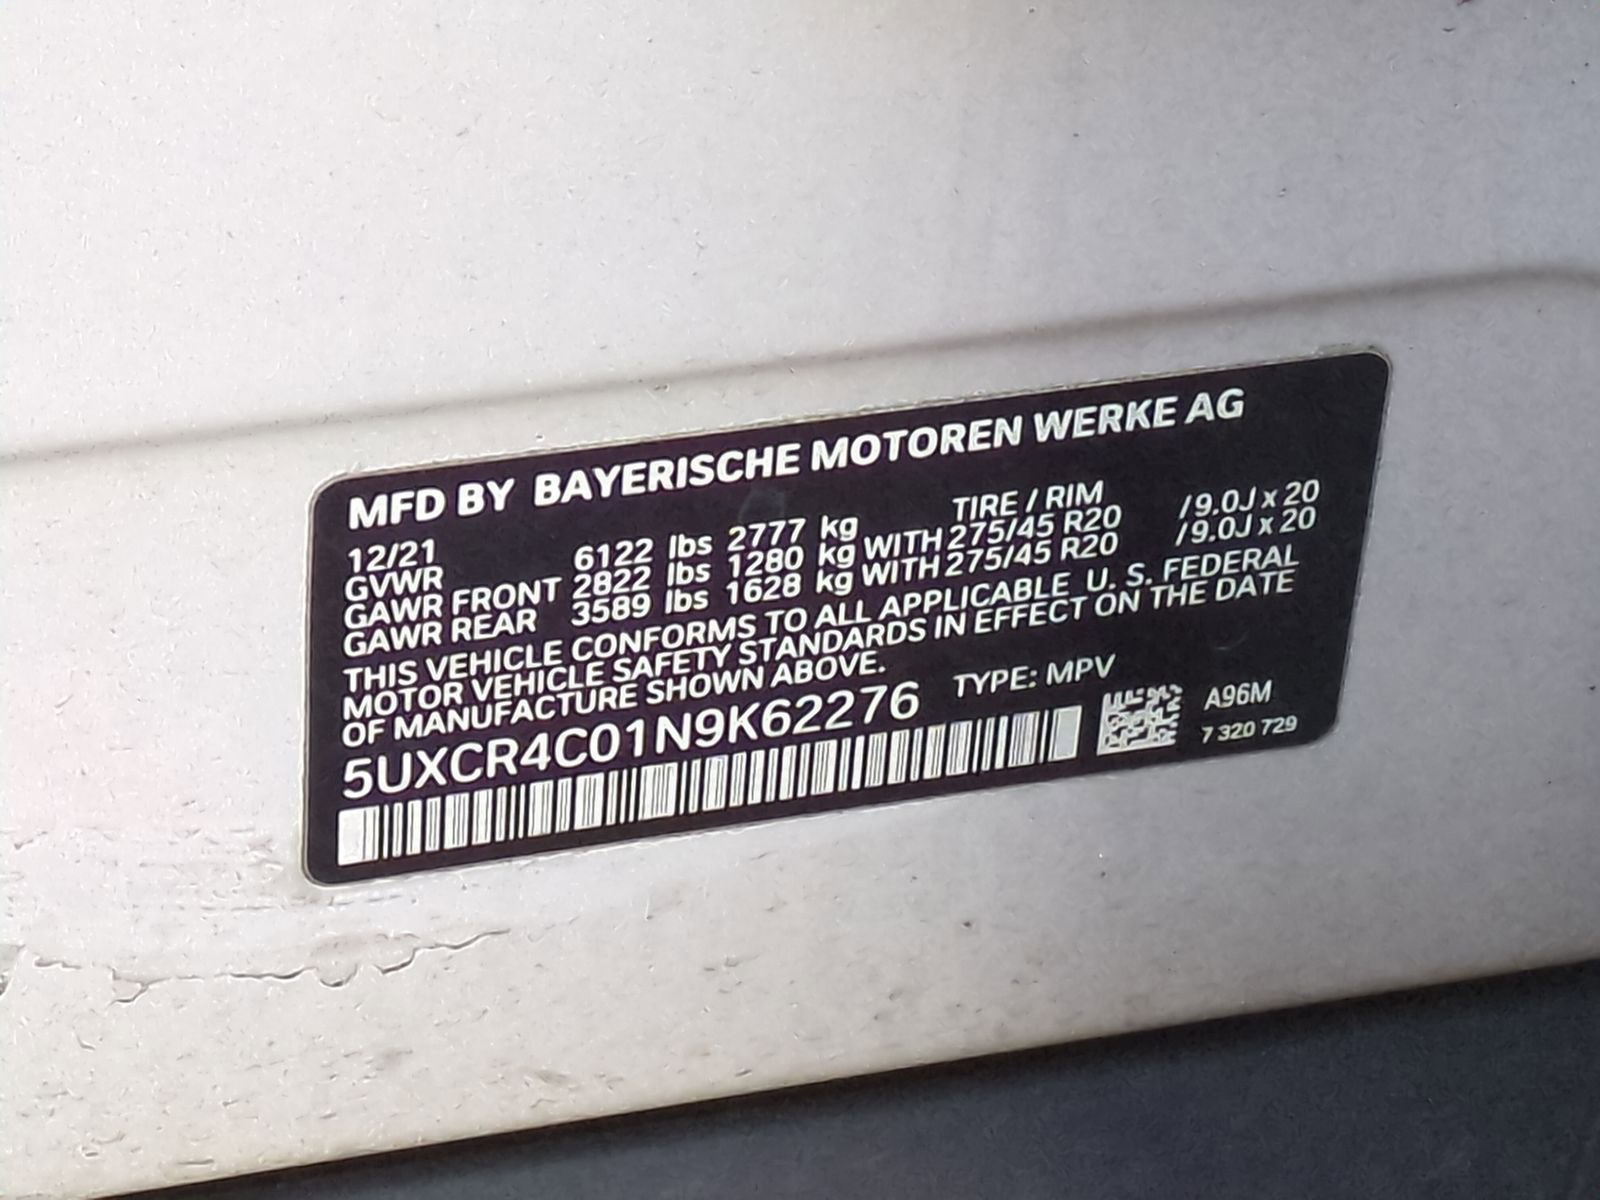 MFD BY BAYERISCHE MOTOREN WERKE AG
12/21 TIRE / RIM
GVWR 6122 lbs 2777 kg
GAWR FRONT 2822 lbs 1280 kg WITH 275/45 R20 /9.0J x 20
GAWR REAR 3589 lbs 1628 kg WITH 275/45 R20 /9.0J x 20
THIS VEHICLE CONFORMS TO ALL APPLICABLE U. S. FEDERAL
MOTOR VEHICLE SAFETY STANDARDS IN EFFECT ON THE DATE
OF MANUFACTURE SHOWN ABOVE.
5UXCR4C01N9K62276 TYPE: MPV
A96M
7 320 729